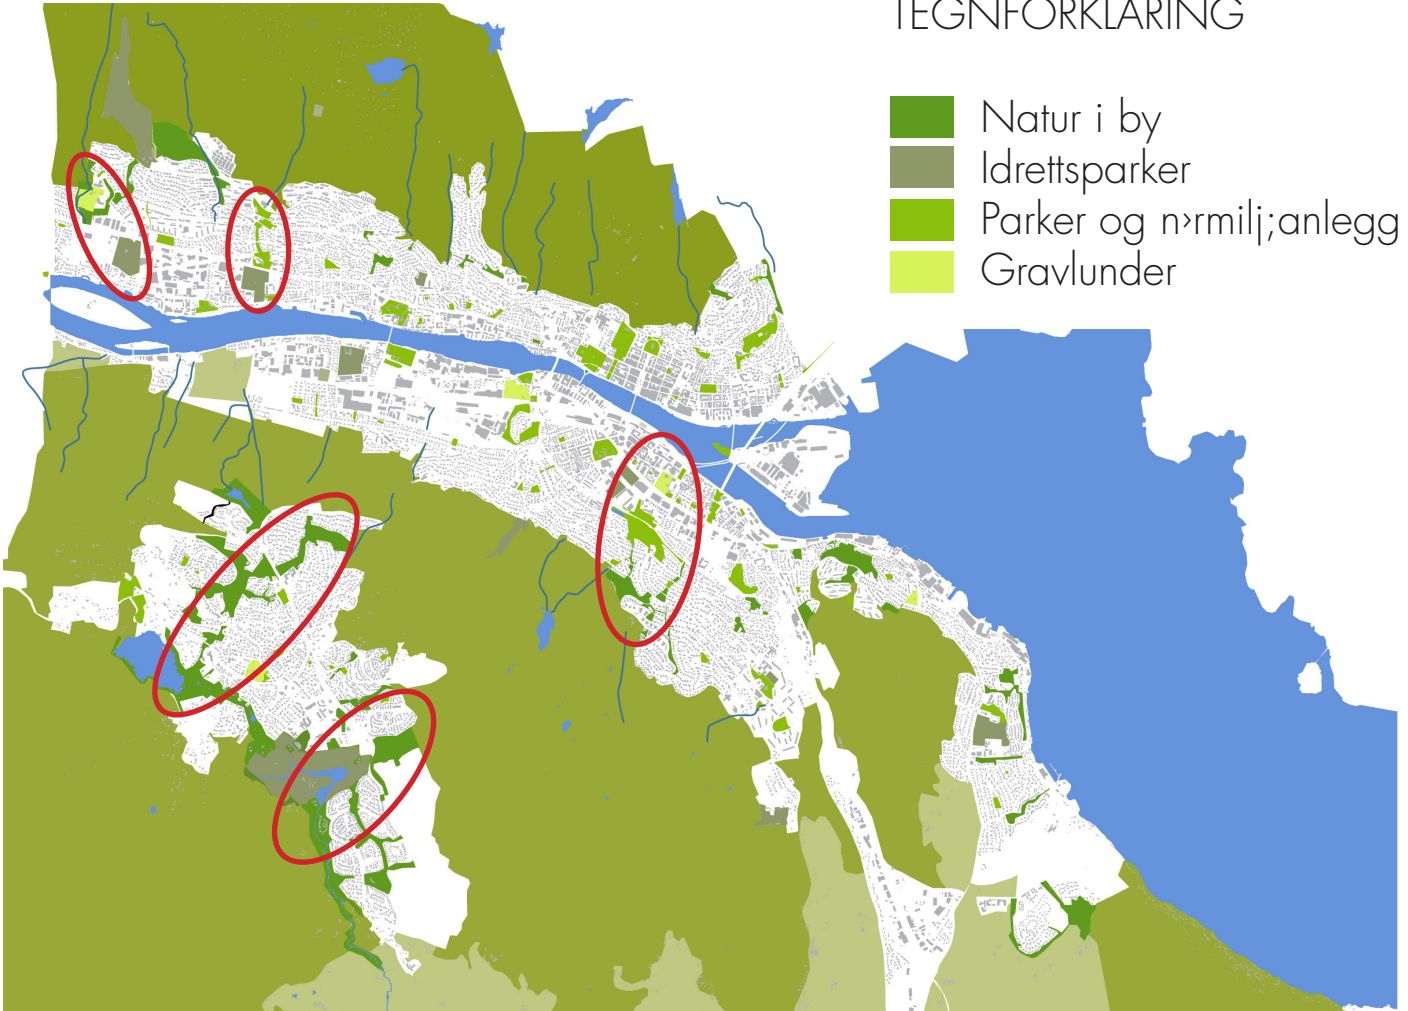 TEGNFORKLARING
Natur i by
Idrettsparker
Parker og n›rmilj;anlegg
Gravlunder